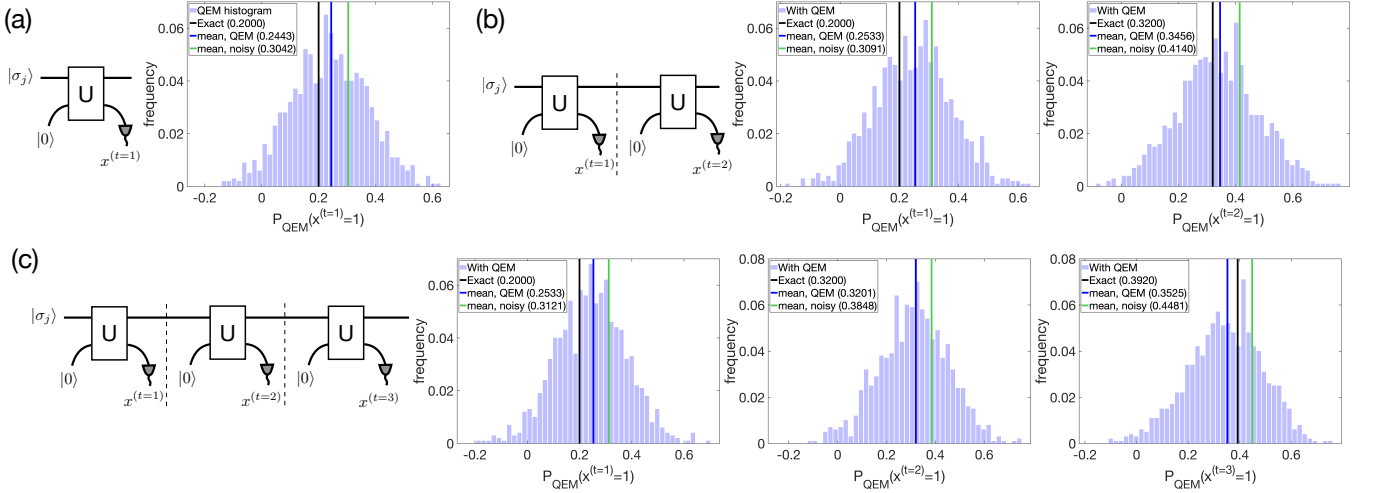 (a)
|σj⟩
U
|0⟩
x(t=1)
frequency
0.06
0.04
0.02
0
QEM histogram
Exact (0.2000)
mean, QEM (0.2443)
mean, noisy (0.3042)
-0.2 0 0.2 0.4 0.6
PQEM(x(t=1)=1)
(b)
|σj⟩
U U
|0⟩ |0⟩
x(t=1) x(t=2)
frequency
0.06
0.04
0.02
0
With QEM
Exact (0.2000)
mean, QEM (0.2533)
mean, noisy (0.3091)
-0.2 0 0.2 0.4 0.6
PQEM(x(t=1)=1)
frequency
0.06
0.04
0.02
0
With QEM
Exact (0.3200)
mean, QEM (0.3456)
mean, noisy (0.4140)
0 0.2 0.4 0.6
PQEM(x(t=2)=1)
(c)
|σj⟩
U U U
|0⟩ |0⟩ |0⟩
x(t=1) x(t=2) x(t=3)
frequency
0.06
0.04
0.02
0
With QEM
Exact (0.2000)
mean, QEM (0.2533)
mean, noisy (0.3121)
-0.2 0 0.2 0.4 0.6
PQEM(x(t=1)=1)
frequency
0.08
0.06
0.04
0.02
0
With QEM
Exact (0.3200)
mean, QEM (0.3201)
mean, noisy (0.3848)
-0.2 0 0.2 0.4 0.6
PQEM(x(t=2)=1)
frequency
0.08
0.06
0.04
0.02
0
With QEM
Exact (0.3920)
mean, QEM (0.3525)
mean, noisy (0.4481)
-0.2 0 0.2 0.4 0.6
PQEM(x(t=3)=1)